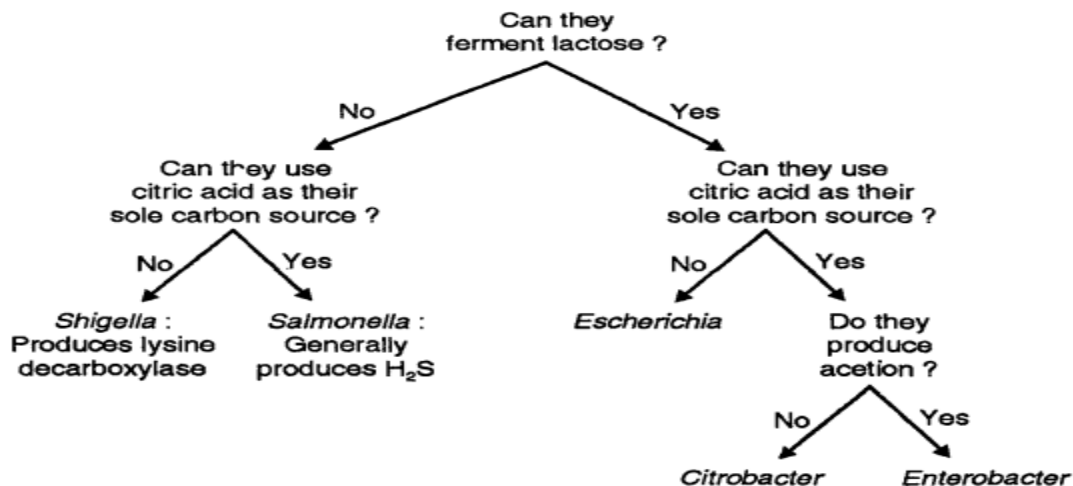 Can they
ferment lactose ?
No
Yes
Can they use
citric acid as their
sole carbon source ?
Can they use
citric acid as their
sole carbon source ?
No
Yes
No
Yes
Shigella :
Produces lysine
decarboxylase
Salmonella :
Generally
produces H₂S
Escherichia
Do they
produce
acetion ?
No
Yes
Citrobacter
Enterobacter